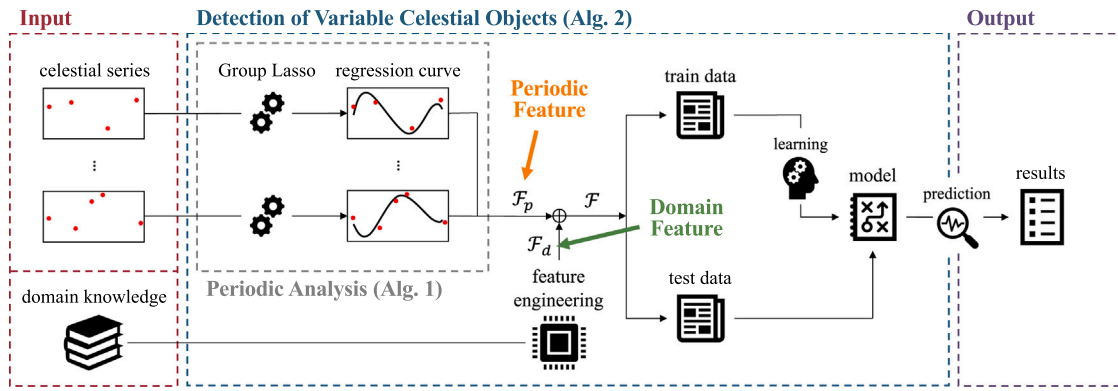 Input
Detection of Variable Celestial Objects (Alg. 2)
Output
celestial series
Group Lasso
regression curve
Periodic
Feature
train data
learning
model
prediction
results
...
...
𝓕p
⊕
𝓕
𝓕d
Domain
Feature
Periodic Analysis (Alg. 1)
feature
engineering
test data
domain knowledge